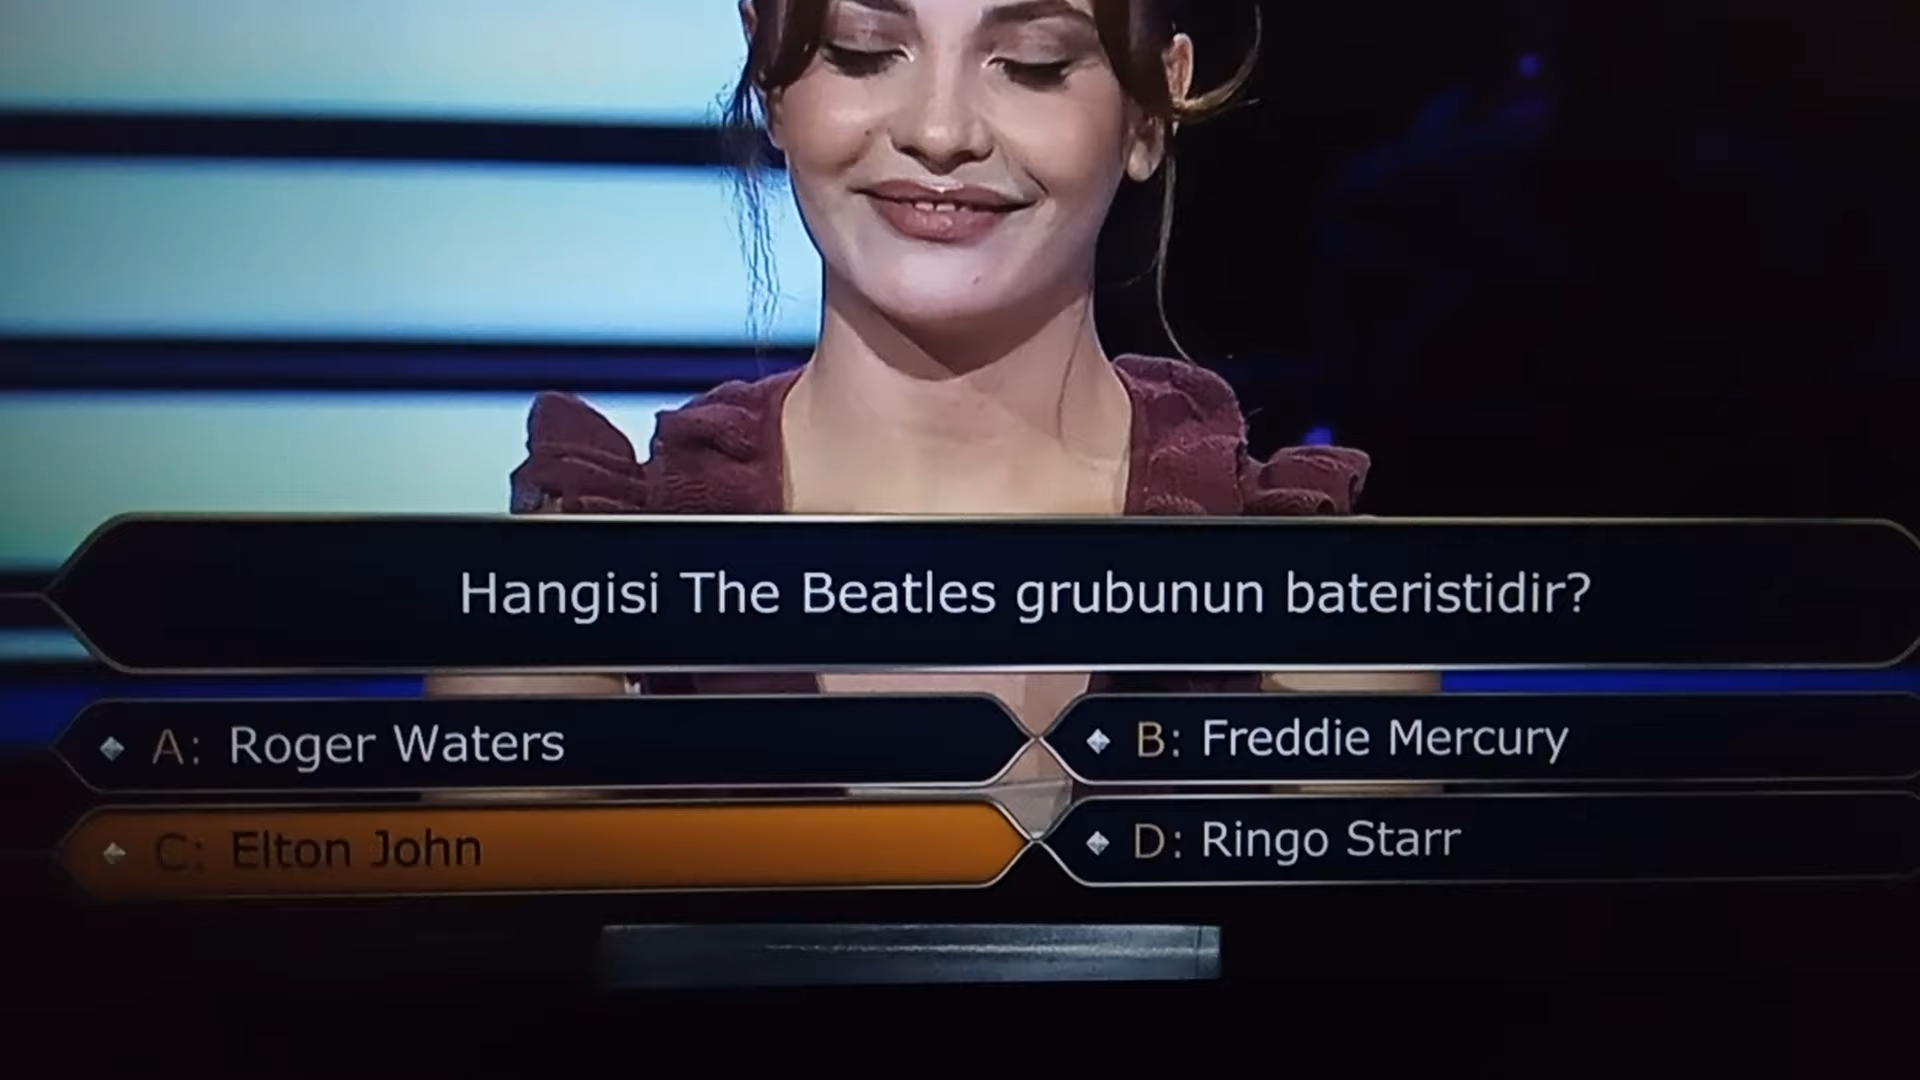 Hangisi The Beatles grubunun bateristidir?
A: Roger Waters
B: Freddie Mercury
C: Elton John
D: Ringo Starr